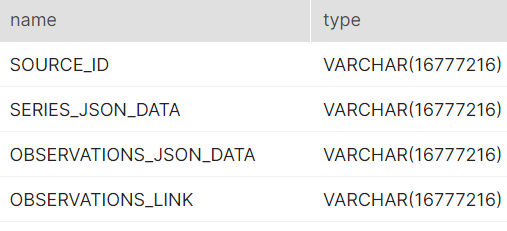 name type
SOURCE_ID VARCHAR(16777216)
SERIES_JSON_DATA VARCHAR(16777216)
OBSERVATIONS_JSON_DATA VARCHAR(16777216)
OBSERVATIONS_LINK VARCHAR(16777216)